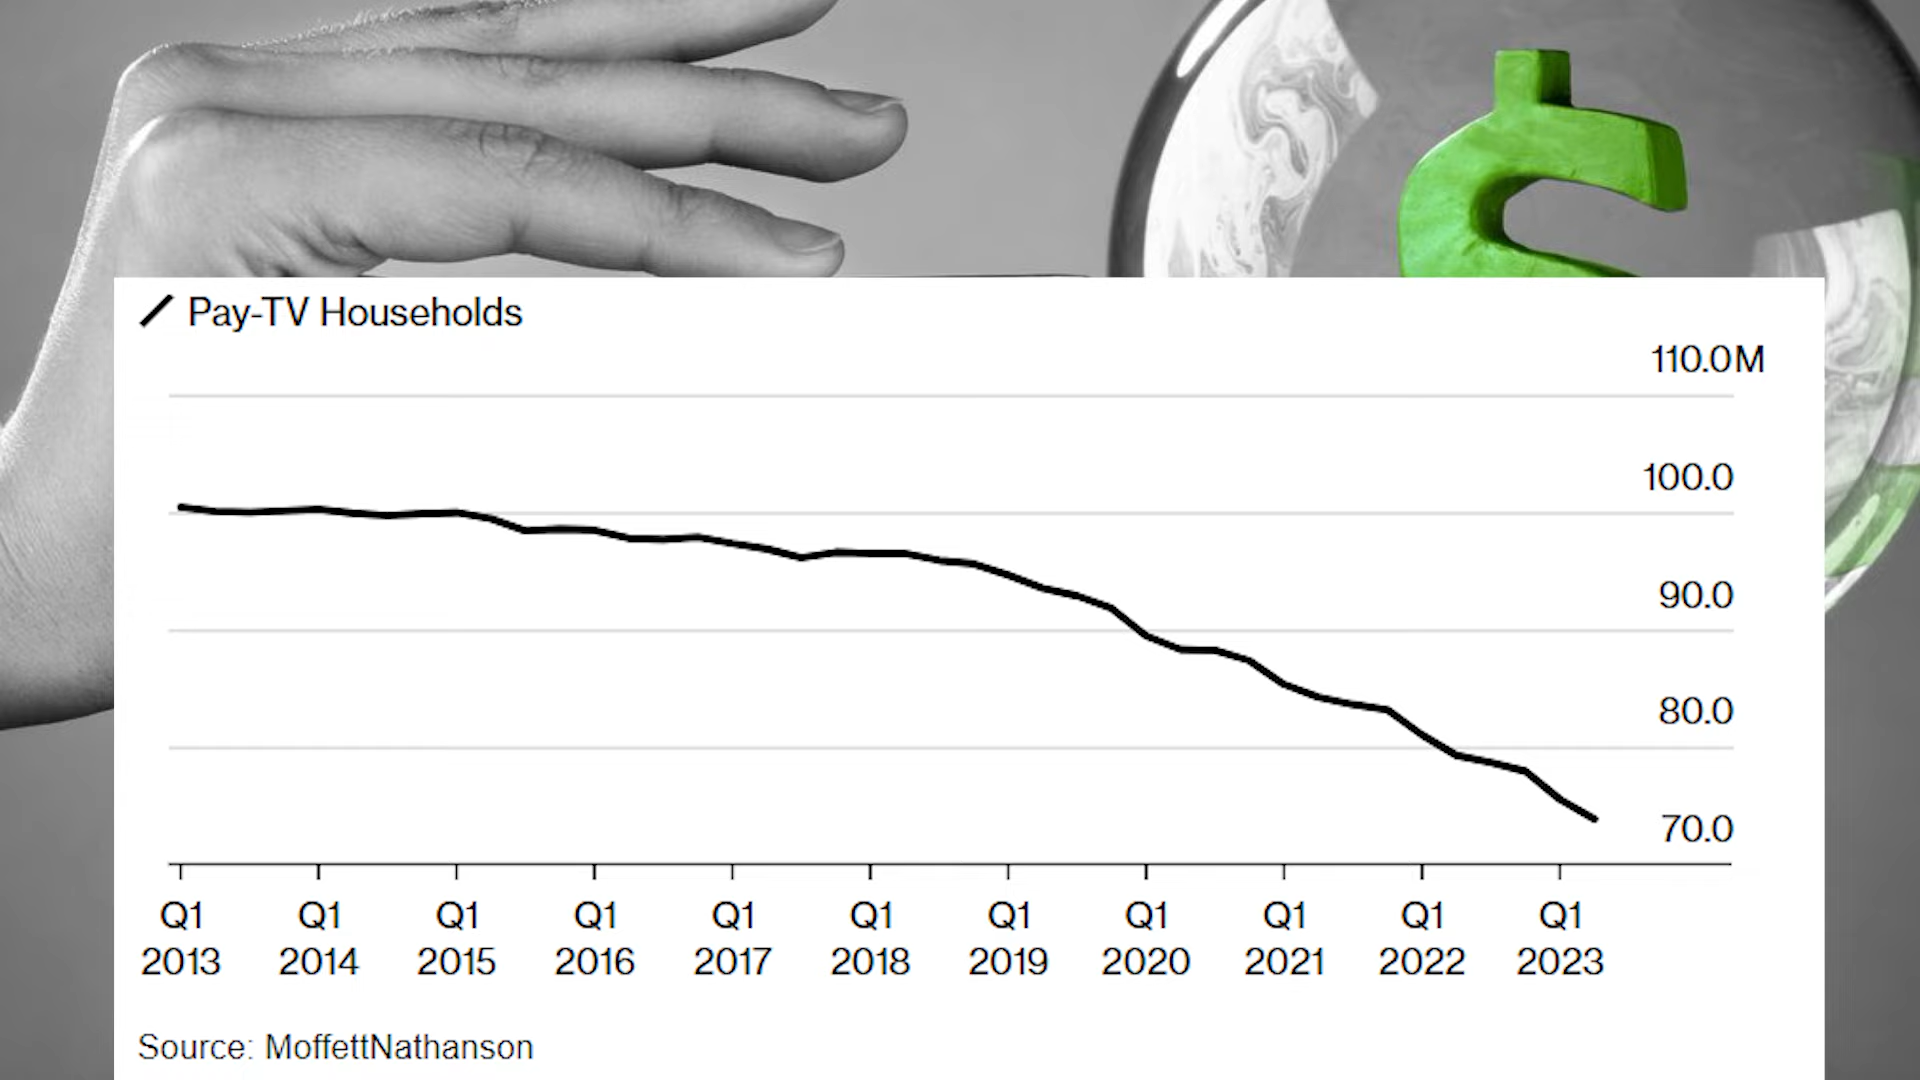 Pay-TV Households
110.0M
100.0
90.0
80.0
70.0
Q1 Q1 Q1 Q1 Q1 Q1 Q1 Q1 Q1 Q1 Q1
2013 2014 2015 2016 2017 2018 2019 2020 2021 2022 2023
Source: MoffettNathanson